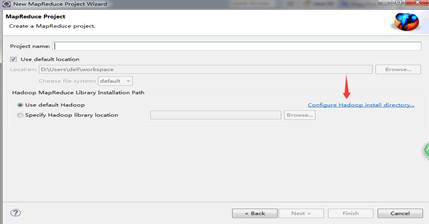 New MapReduce Project Wizard
MapReduce Project
Create a MapReduce project.
Project name:
Use default location
Location: D:\Users\dell\workspace Browse...
Choose file system: default
Hadoop MapReduce Library Installation Path
Use default Hadoop Configure Hadoop install directory...
Specify Hadoop library location Browse...
? < Back Next > Finish Cancel